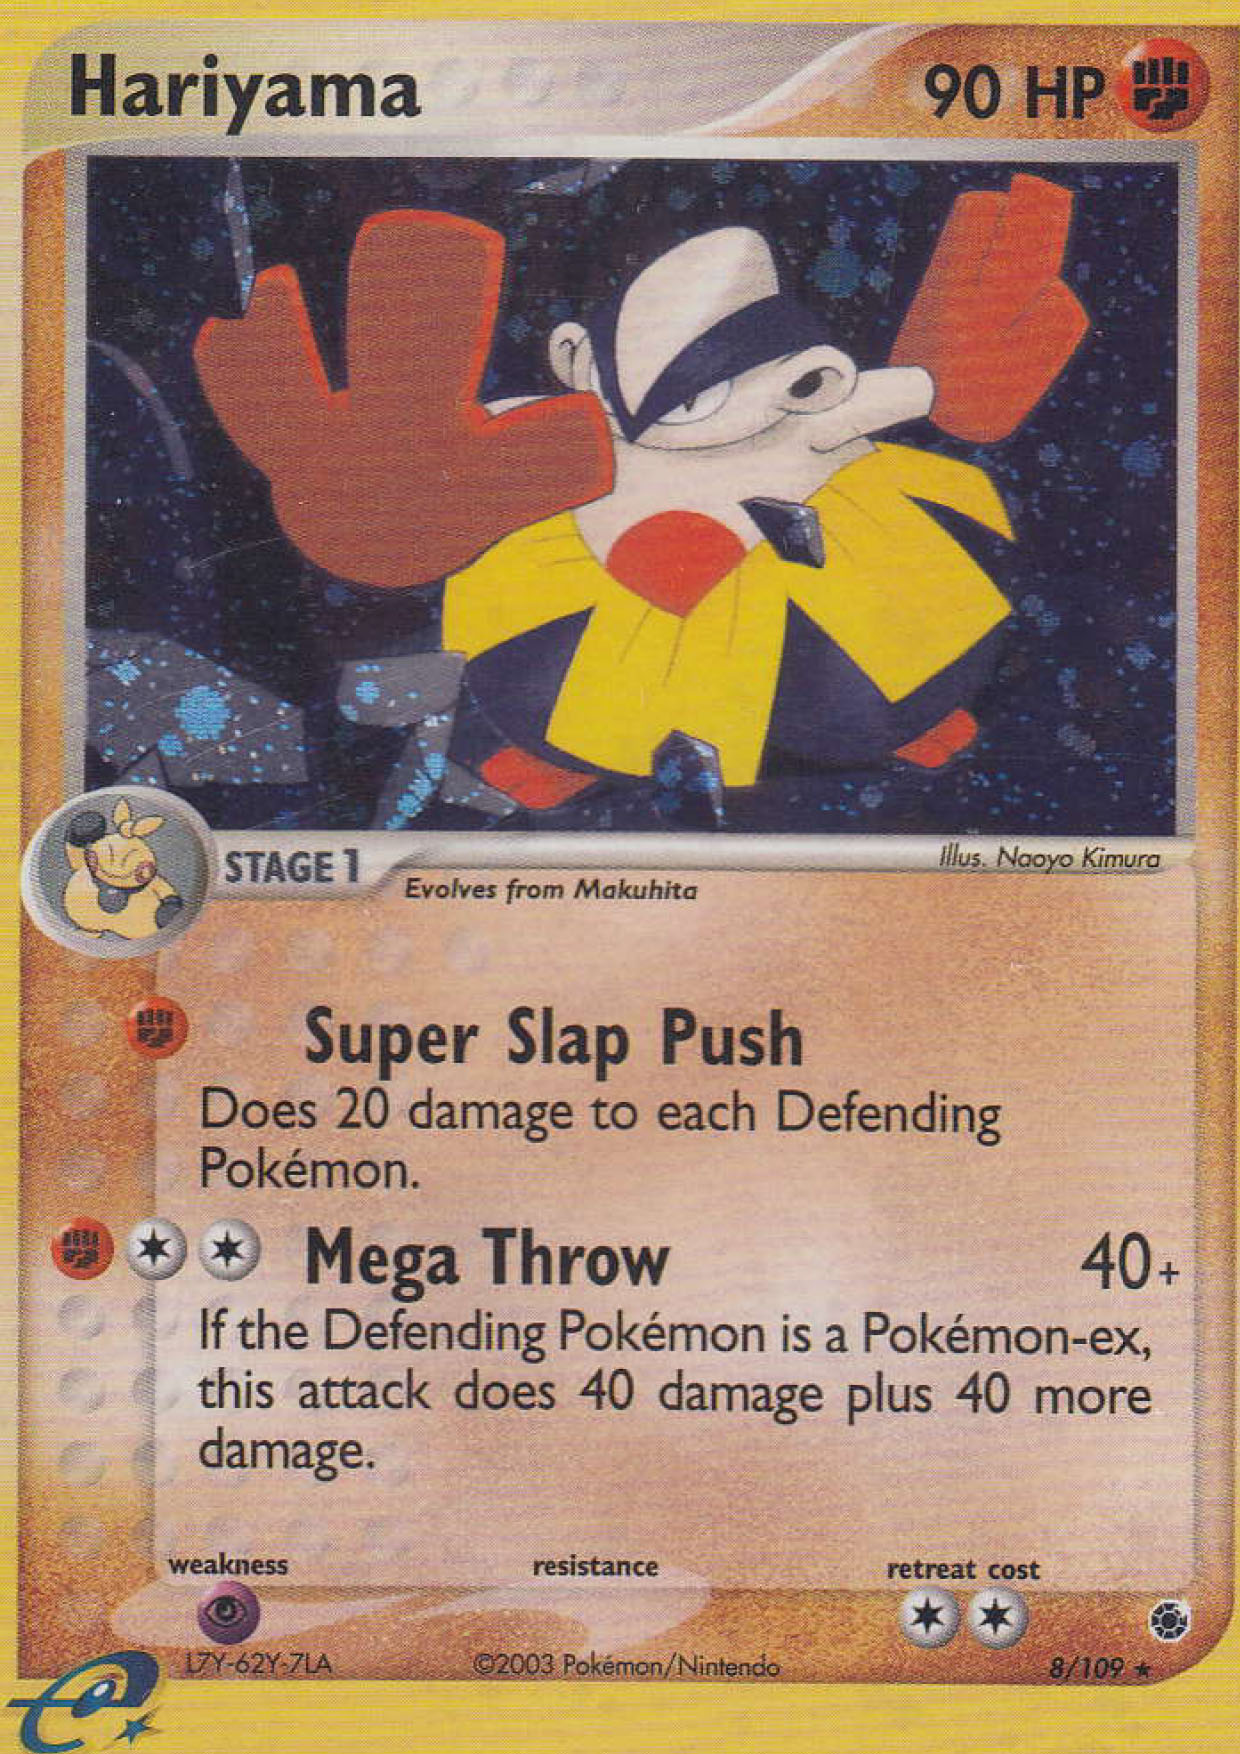 Hariyama 90 HP
STAGE 1
Illus. Naoyo Kimura
Evolves from Makuhita
Super Slap Push
Does 20 damage to each Defending
Pokémon.
Mega Throw 40+
If the Defending Pokémon is a Pokémon-ex,
this attack does 40 damage plus 40 more
damage.
weakness resistance retreat cost
L7Y-62Y-7LA ©2003 Pokémon/Nintendo 8/109 ★
e